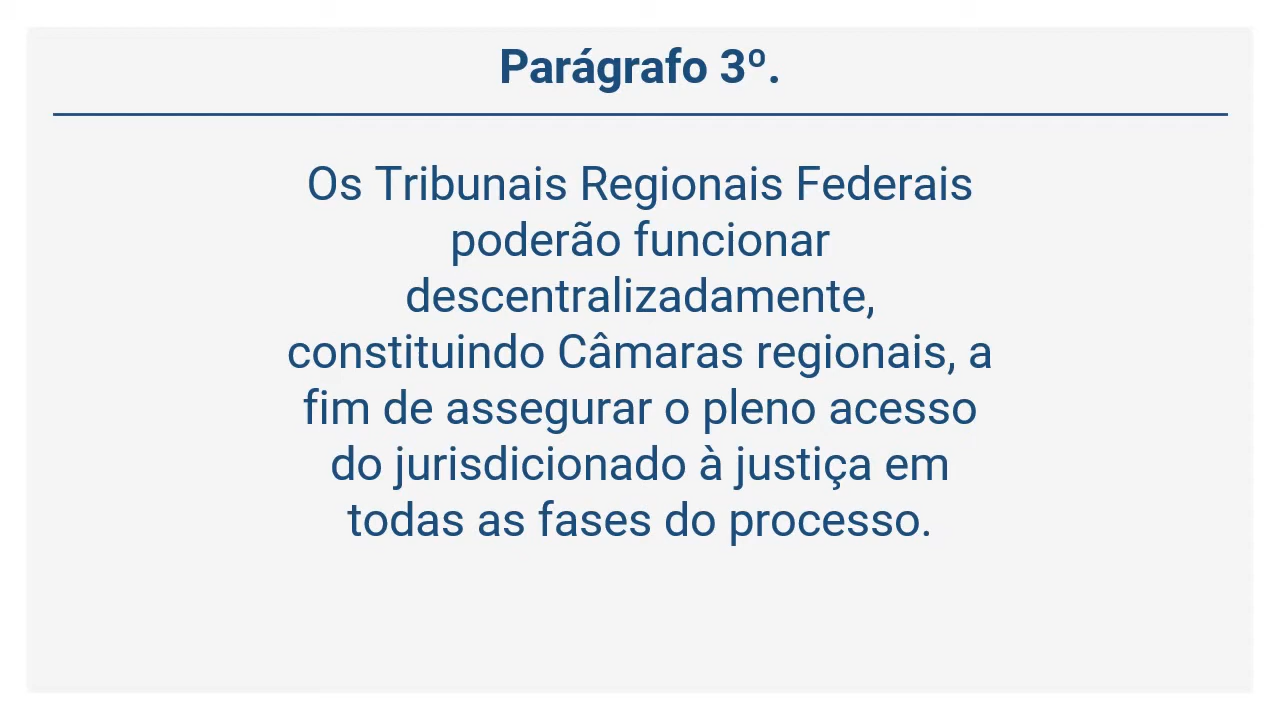 Parágrafo 3º.
Os Tribunais Regionais Federais
poderão funcionar
descentralizadamente,
constituindo Câmaras regionais, a
fim de assegurar o pleno acesso
do jurisdicionado à justiça em
todas as fases do processo.